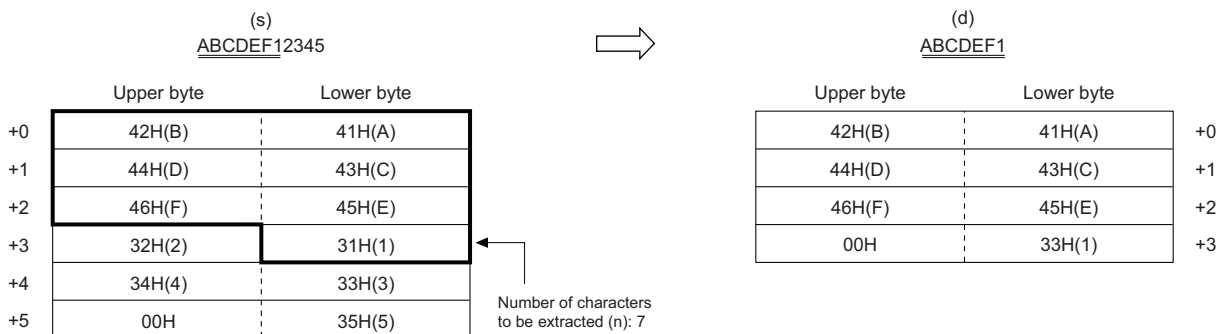 (s)
ABCDEF12345
(d)
ABCDEF1
Upper byte Lower byte
+0 42H(B) 41H(A)
+1 44H(D) 43H(C)
+2 46H(F) 45H(E)
+3 32H(2) 31H(1)
+4 34H(4) 33H(3)
+5 00H 35H(5)
Number of characters
to be extracted (n): 7
Upper byte Lower byte
42H(B) 41H(A) +0
44H(D) 43H(C) +1
46H(F) 45H(E) +2
00H 33H(1) +3